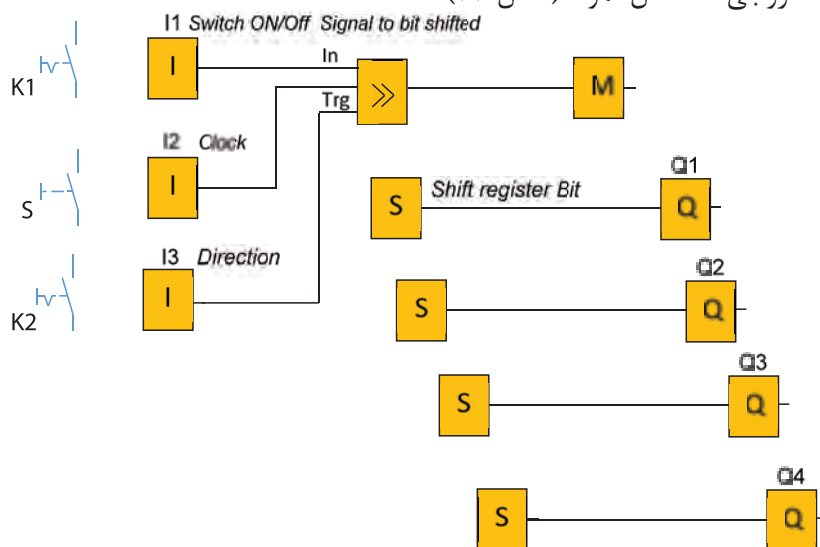 I1 Switch ON/Off Signal to bit shifted
K1
I
In
Trg
M
I2 Clock
S
I
S
Shift register Bit
Q1
Q
I3 Direction
K2
I
S
Q2
Q
S
Q3
Q
S
Q4
Q